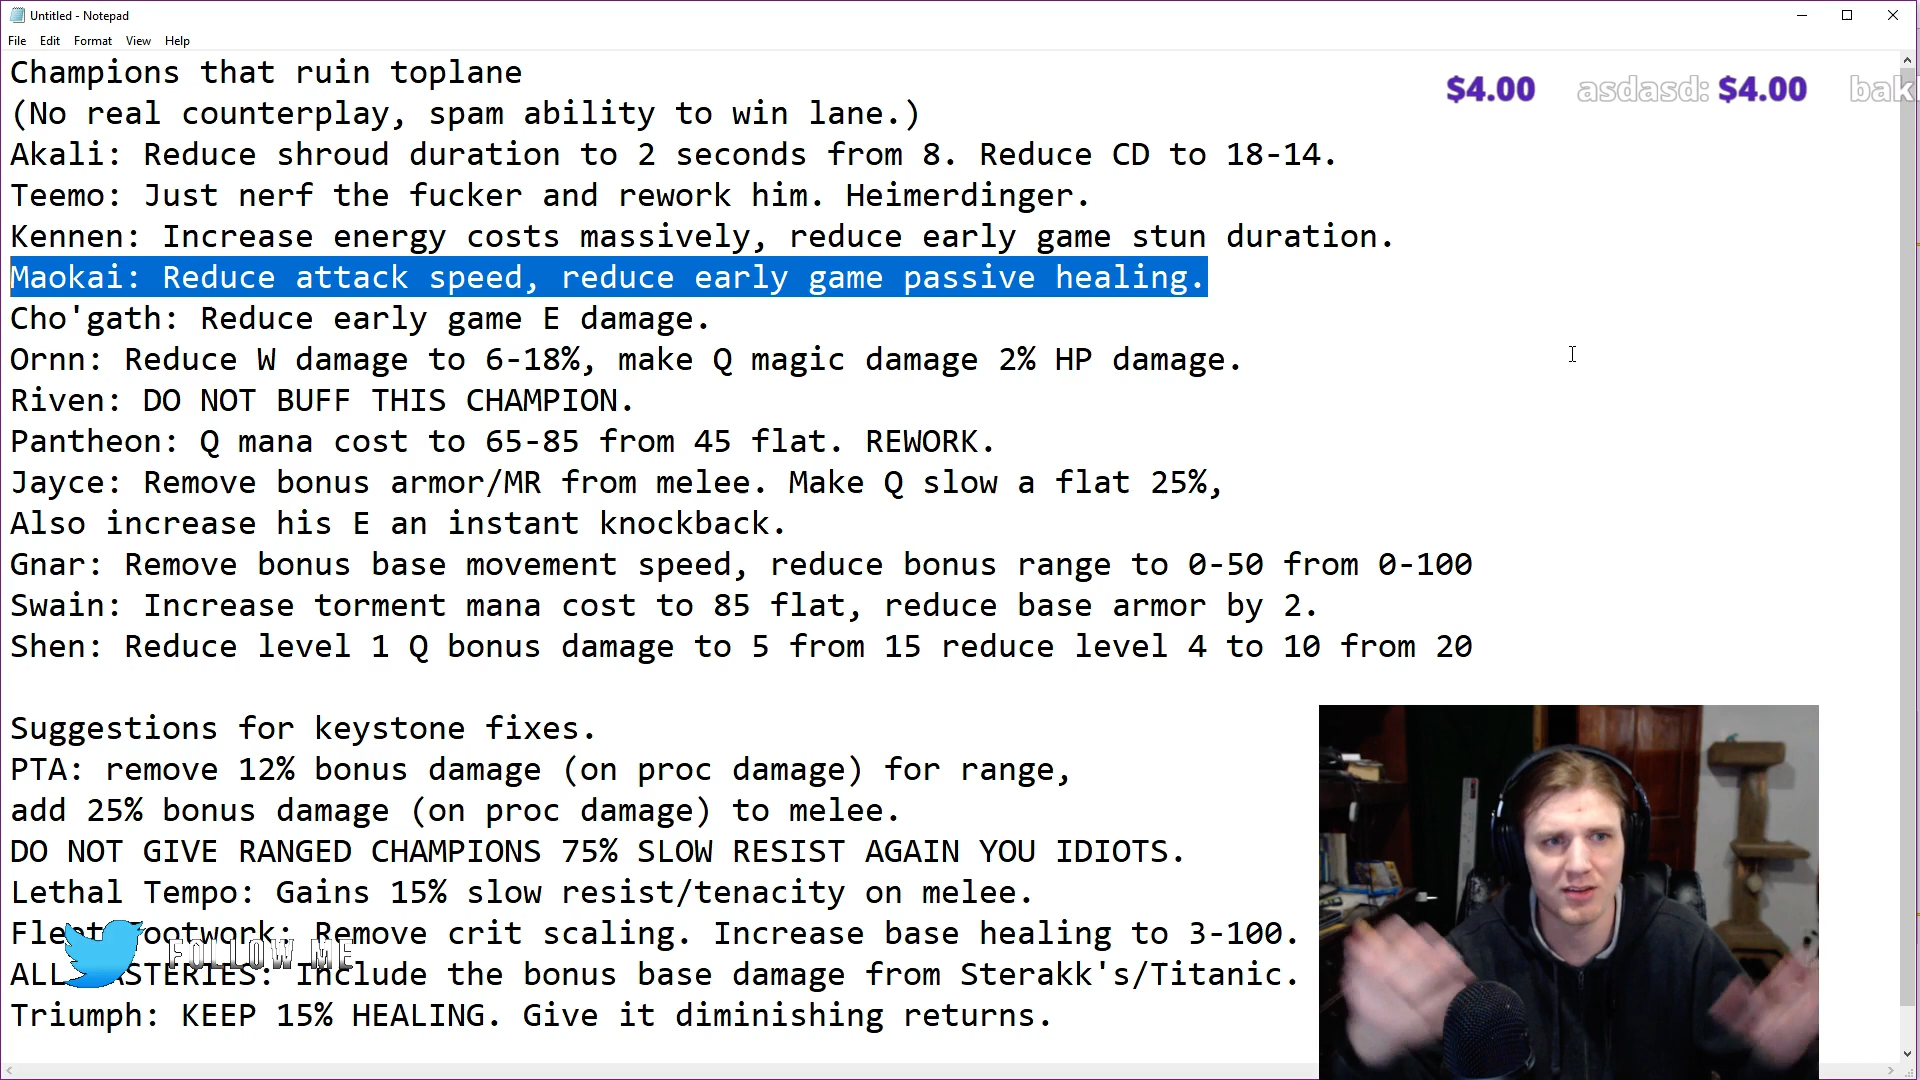 Untitled - Notepad
File Edit Format View Help
$4.00 asdasd: $4.00 bak
Champions that ruin toplane
(No real counterplay, spam ability to win lane.)
Akali: Reduce shroud duration to 2 seconds from 8. Reduce CD to 18-14.
Teemo: Just nerf the fucker and rework him. Heimerdinger.
Kennen: Increase energy costs massively, reduce early game stun duration.
Maokai: Reduce attack speed, reduce early game passive healing.
Cho'gath: Reduce early game E damage.
Ornn: Reduce W damage to 6-18%, make Q magic damage 2% HP damage.
Riven: DO NOT BUFF THIS CHAMPION.
Pantheon: Q mana cost to 65-85 from 45 flat. REWORK.
Jayce: Remove bonus armor/MR from melee. Make Q slow a flat 25%,
Also increase his E an instant knockback.
Gnar: Remove bonus base movement speed, reduce bonus range to 0-50 from 0-100
Swain: Increase torment mana cost to 85 flat, reduce base armor by 2.
Shen: Reduce level 1 Q bonus damage to 5 from 15 reduce level 4 to 10 from 20
Suggestions for keystone fixes.
PTA: remove 12% bonus damage (on proc damage) for range,
add 25% bonus damage (on proc damage) to melee.
DO NOT GIVE RANGED CHAMPIONS 75% SLOW RESIST AGAIN YOU IDIOTS.
Lethal Tempo: Gains 15% slow resist/tenacity on melee.
Fleet Footwork: Remove crit scaling. Increase base healing to 3-100.
FOLLOW ME
ALL MASTERIES: Include the bonus base damage from Sterakk's/Titanic.
Triumph: KEEP 15% HEALING. Give it diminishing returns.